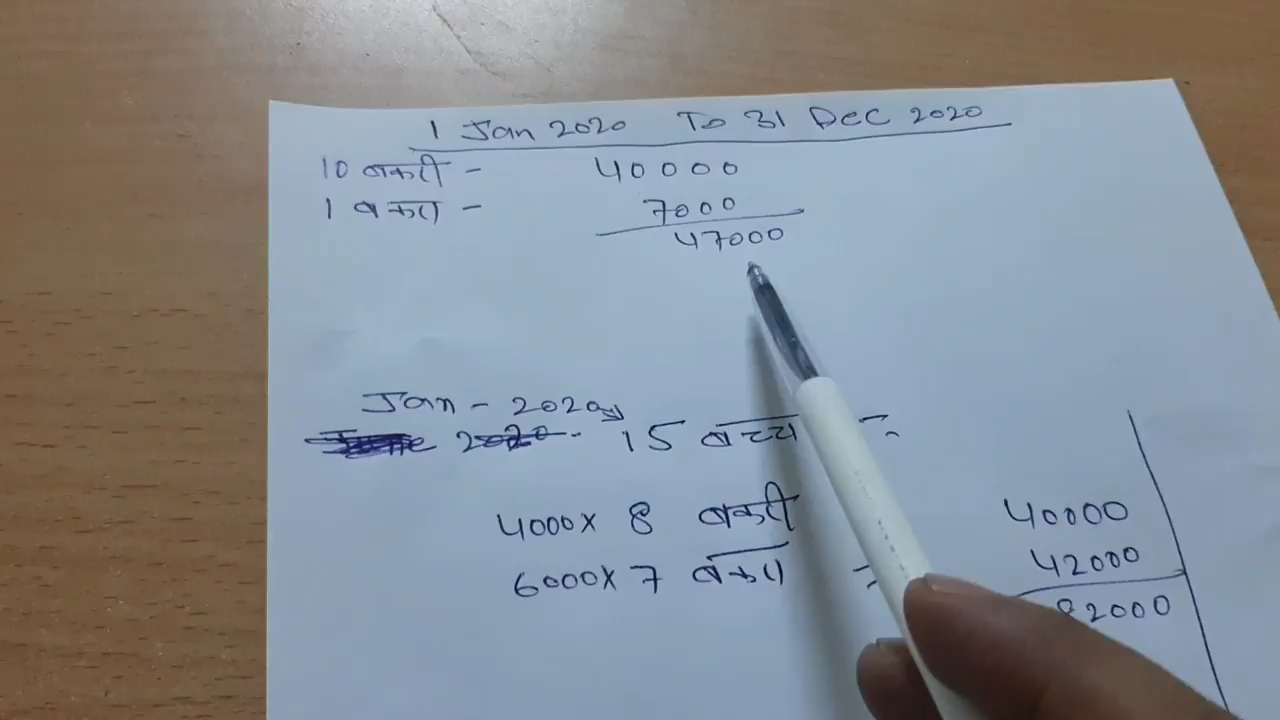 1 Jan 2020 To 31 Dec 2020
10 बकरी - 40000
1 बकरा - 7000
47000
Jan - 2020
2020 - 15 बच्चा =
4000x 8 बकरी 40000
6000x 7 बकरा = 42000
82000